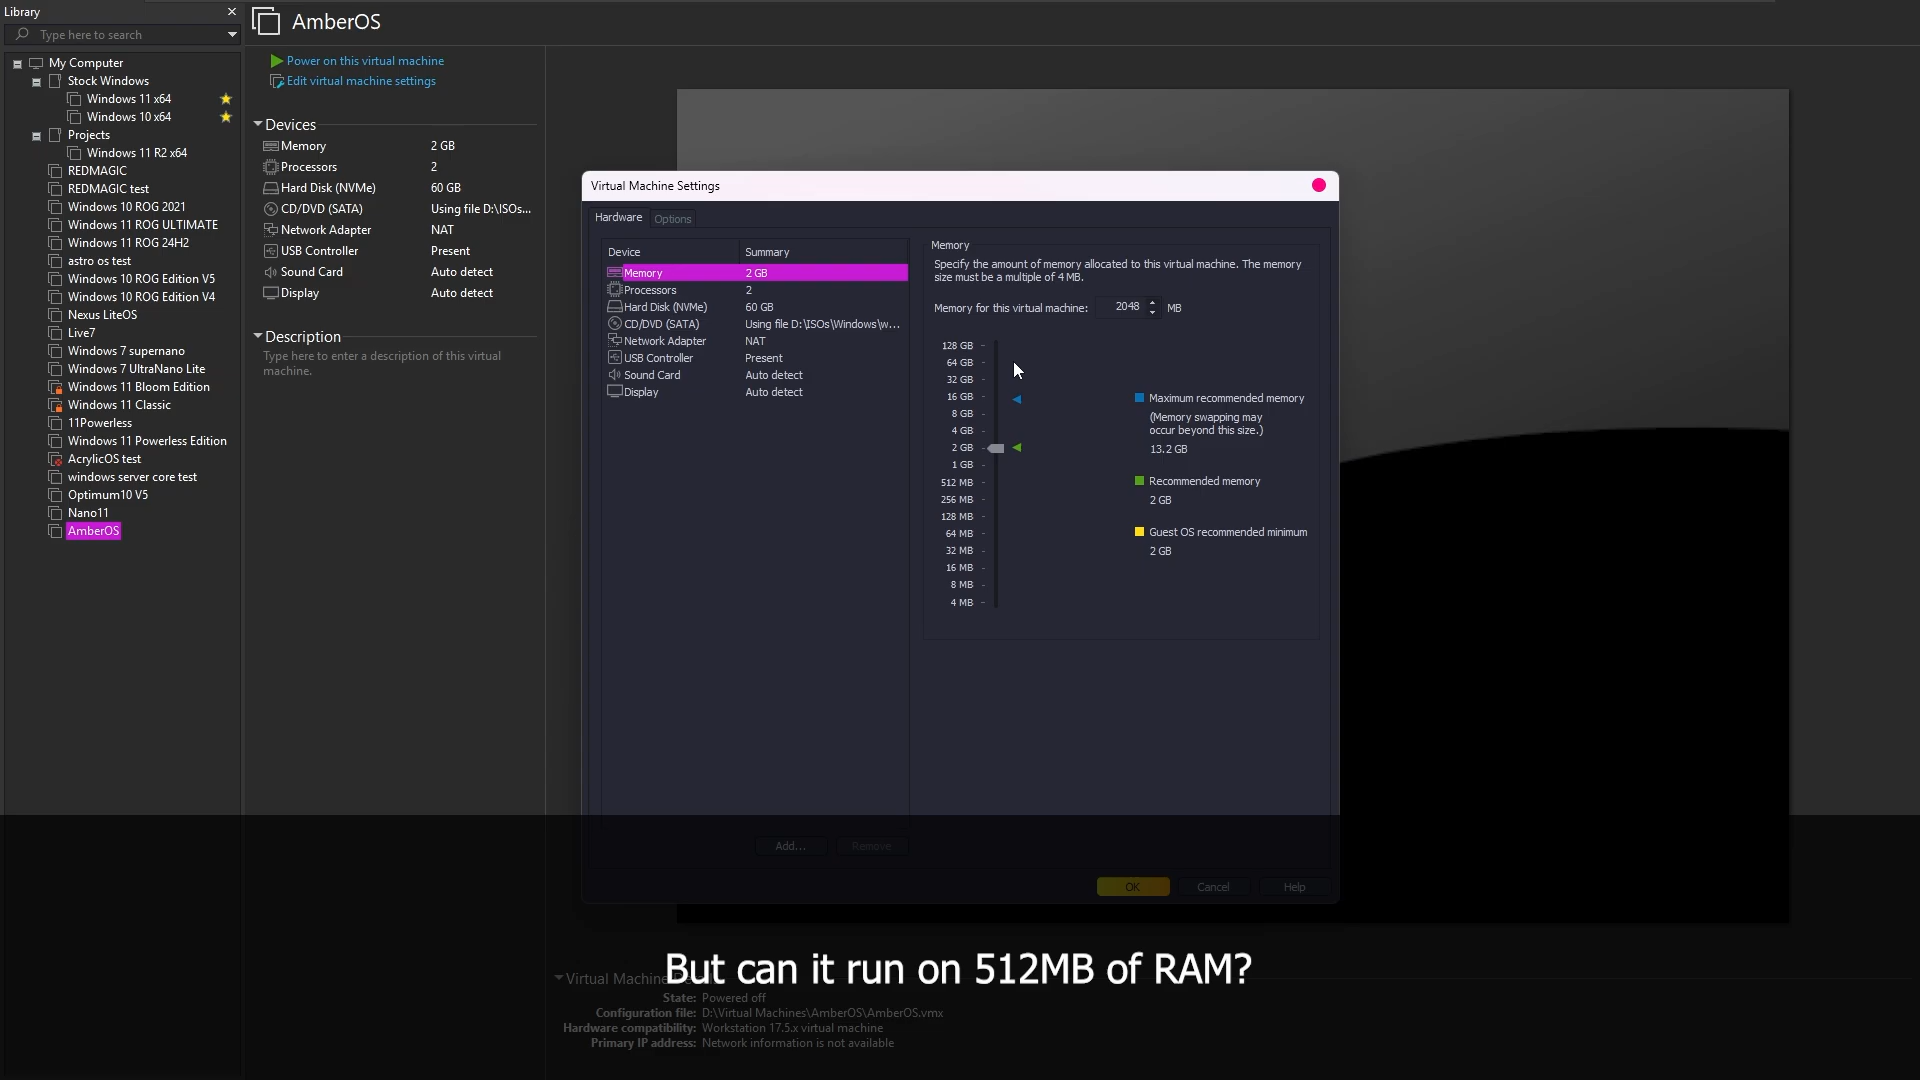 Library
Type here to search
My Computer
Stock Windows
Windows 11 x64
Windows 10 x64
Projects
Windows 11 R2 x64
REDMAGIC
REDMAGIC test
Windows 10 ROG 2021
Windows 11 ROG ULTIMATE
Windows 11 ROG 24H2
astro os test
Windows 10 ROG Edition V5
Windows 10 ROG Edition V4
Nexus LiteOS
Live7
Windows 7 supernano
Windows 7 UltraNano Lite
Windows 11 Bloom Edition
Windows 11 Classic
11Powerless
Windows 11 Powerless Edition
AcrylicOS test
windows server core test
Optimum10 V5
Nano11
AmberOS
AmberOS
Power on this virtual machine
Edit virtual machine settings
Devices
Memory 2 GB
Processors 2
Hard Disk (NVMe) 60 GB
CD/DVD (SATA) Using file D:\ISOs...
Network Adapter NAT
USB Controller Present
Sound Card Auto detect
Display Auto detect
Description
Type here to enter a description of this virtual
machine.
Virtual Machine Settings
Hardware Options
Device Summary
Memory 2 GB
Processors 2
Hard Disk (NVMe) 60 GB
CD/DVD (SATA) Using file D:\ISOs\Windows\w...
Network Adapter NAT
USB Controller Present
Sound Card Auto detect
Display Auto detect
Add... Remove
Memory
Specify the amount of memory allocated to this virtual machine. The memory
size must be a multiple of 4 MB.
Memory for this virtual machine: 2048 MB
128 GB
64 GB
32 GB
16 GB
8 GB
4 GB
2 GB
1 GB
512 MB
256 MB
128 MB
64 MB
32 MB
16 MB
8 MB
4 MB
Maximum recommended memory
(Memory swapping may
occur beyond this size.)
13.2 GB
Recommended memory
2 GB
Guest OS recommended minimum
2 GB
OK Cancel Help
But can it run on 512MB of RAM?
Virtual Machine
State: Powered off
Configuration file: D:\Virtual Machines\AmberOS\AmberOS.vmx
Hardware compatibility: Workstation 17.5.x virtual machine
Primary IP address: Network information is not available